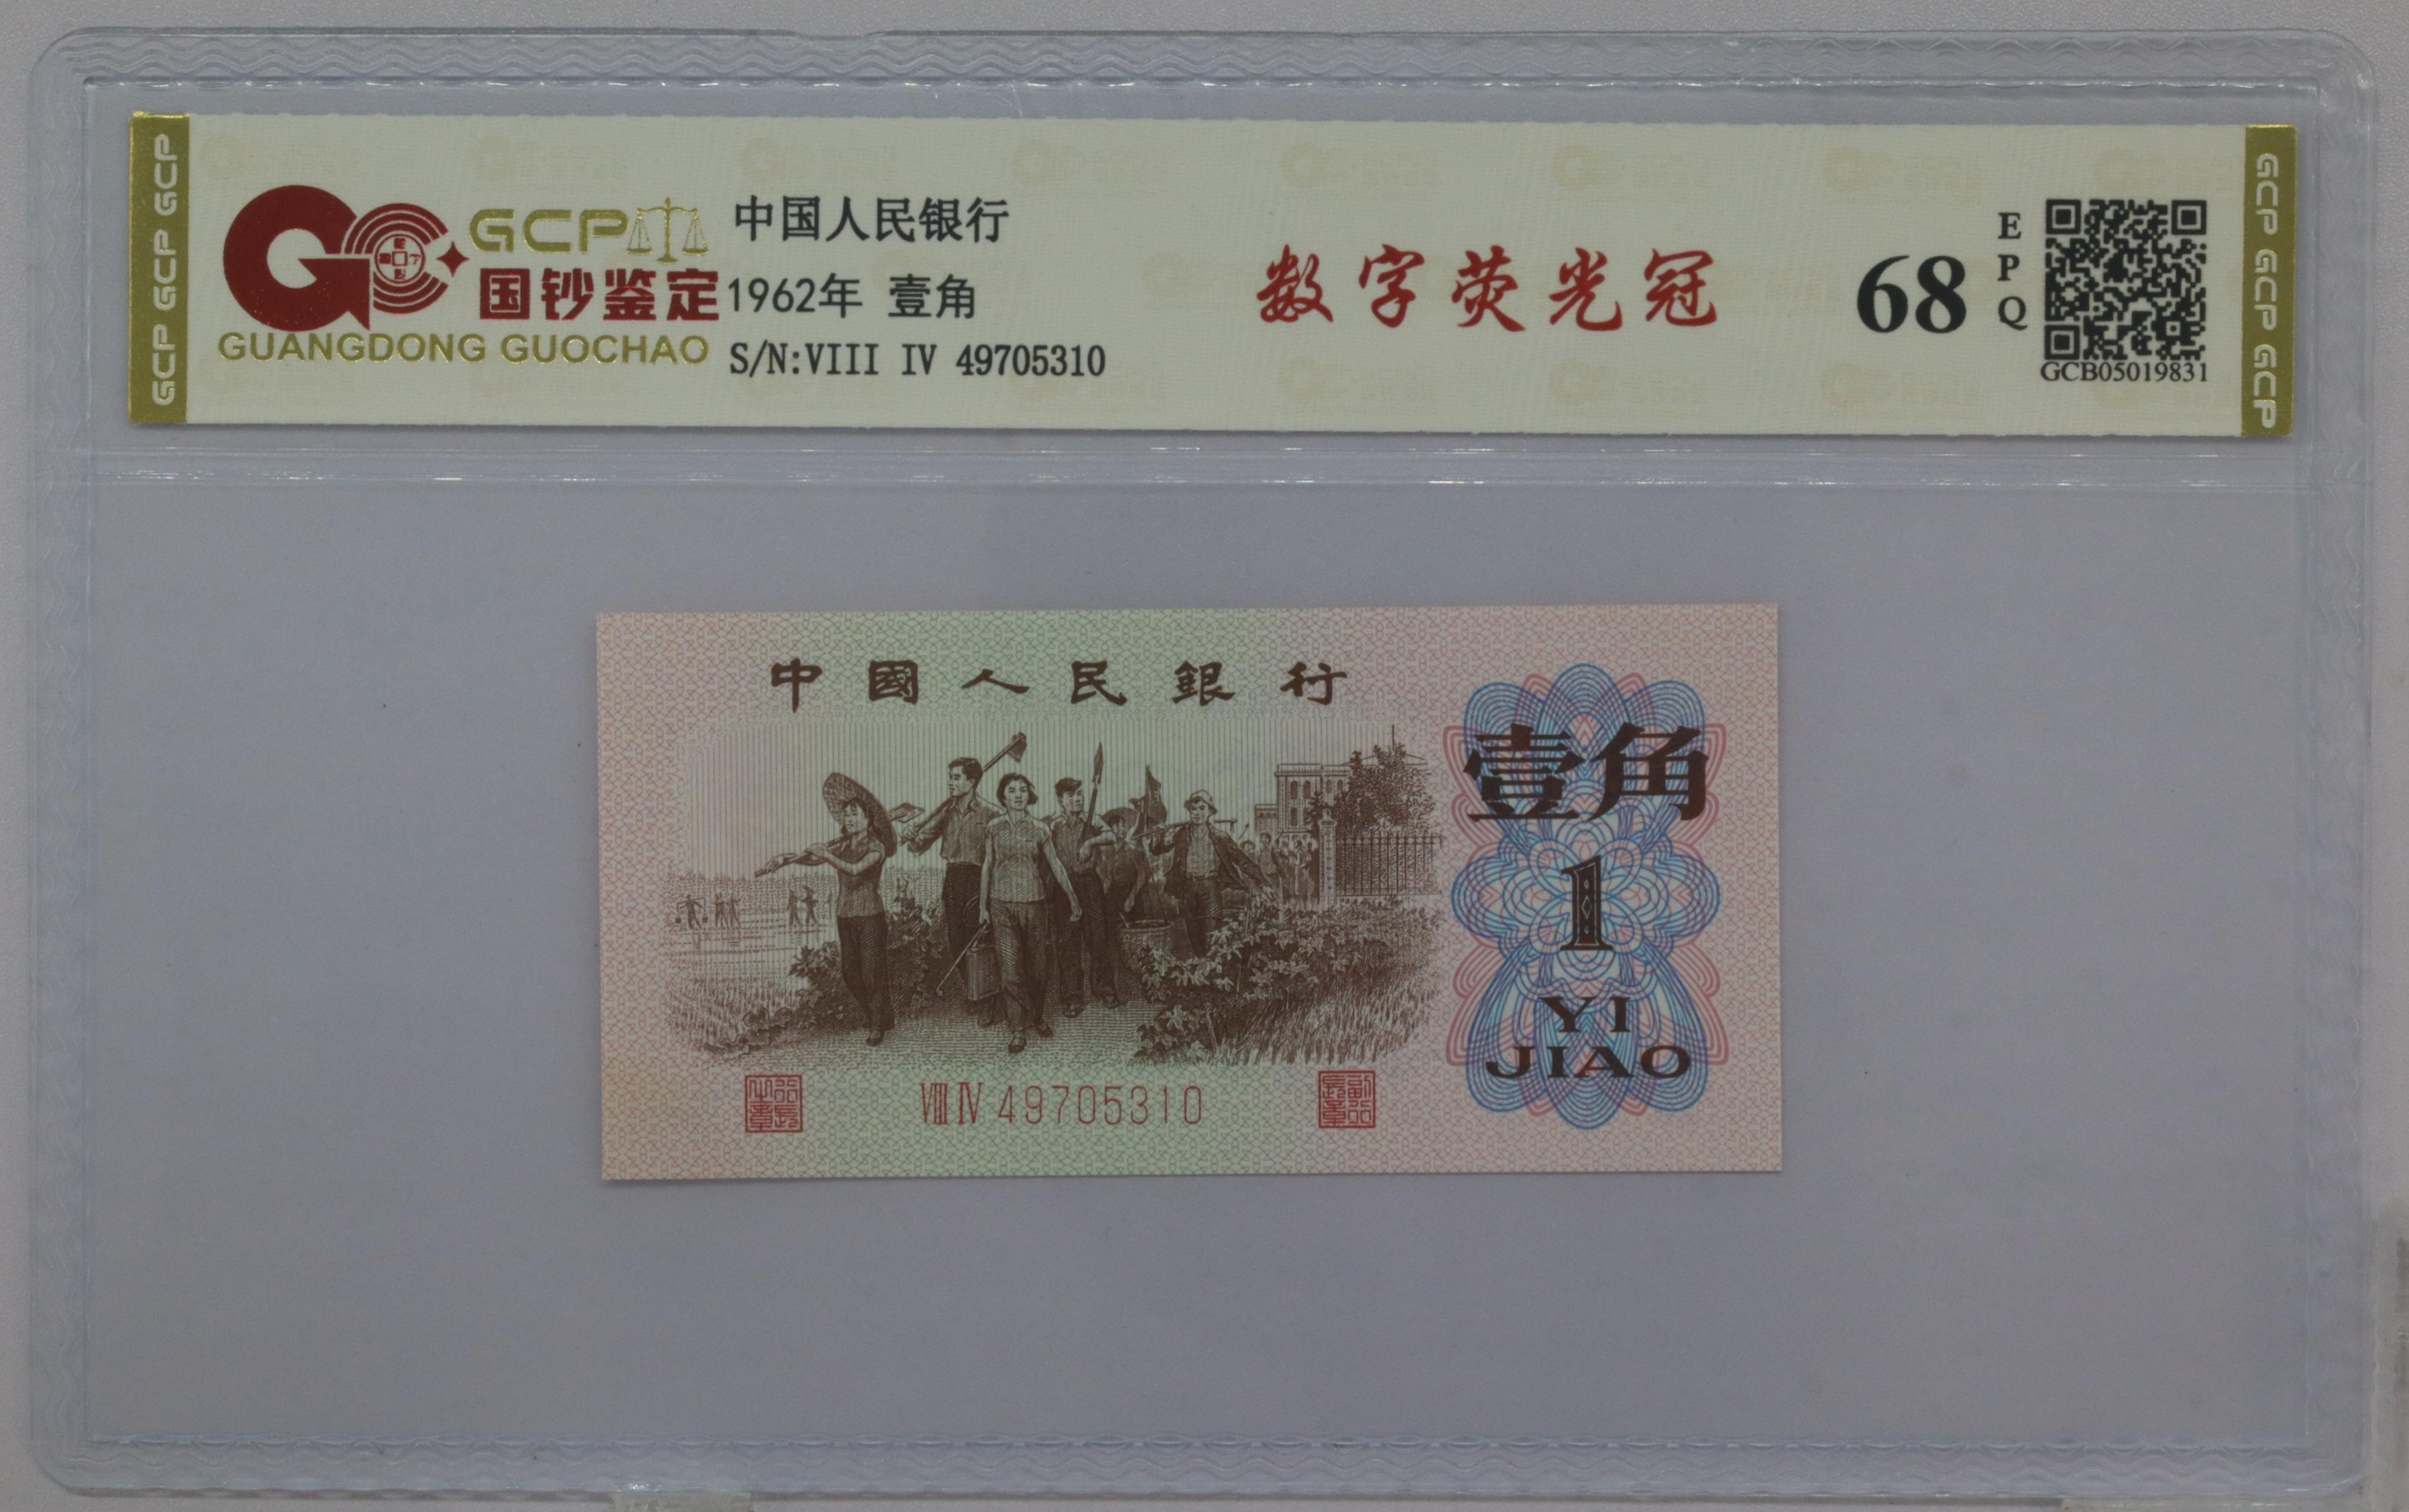 GCP GCP GCP
GCP
国钞鉴定
GUANGDONG GUOCHAO
中国人民银行
1962年 壹角
S/N:VIII IV 49705310
数字荧光冠
68
EPQ
GCB05019831
GCP GCP GCP
中國人民銀行
壹角
1
YI
JIAO
VIII IV 49705310